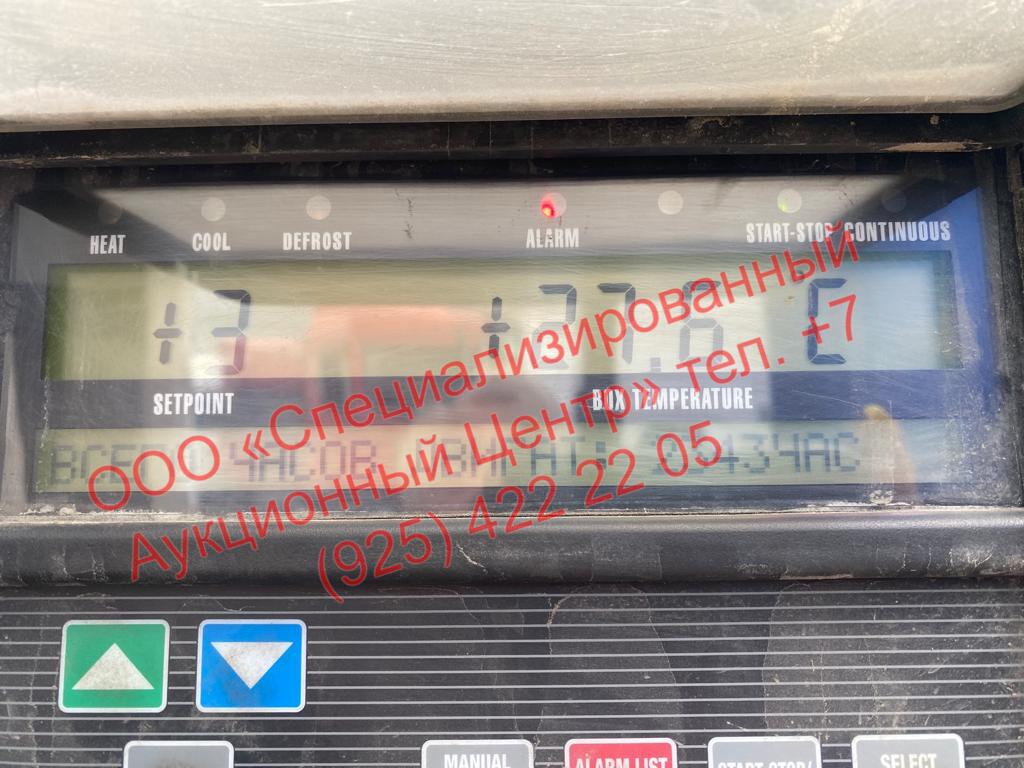 HEAT COOL DEFROST ALARM START-STOP CONTINUOUS
+3 +27.6 C
SETPOINT BOX TEMPERATURE
ЧАСОВ
ООО «Специализированный
Аукционный Центр» тел. +7
(925) 422 22 05
MANUAL ALARM LIST START-STOP/ SELECT